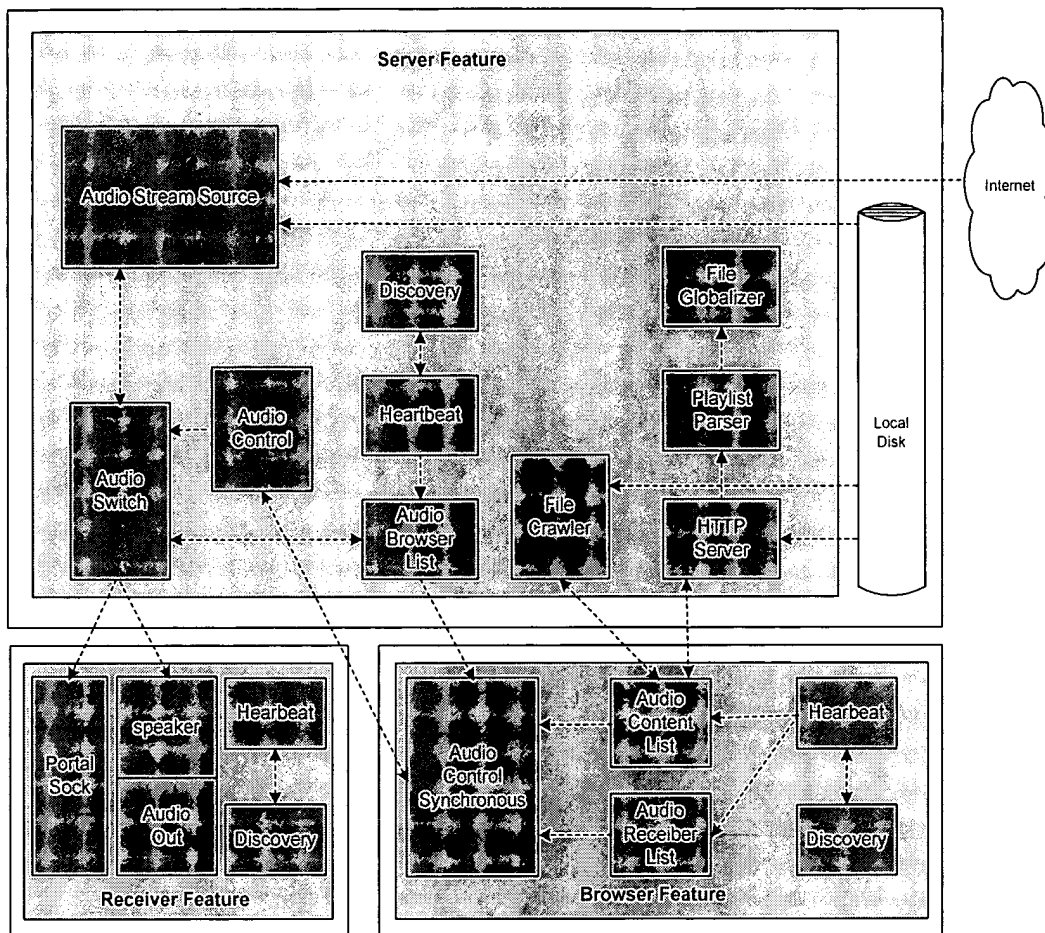 Server Feature
Audio Stream Source
Internet
Discovery
File
Globalizer
Audio
Control
Heartbeat
Playlist
Parser
Local
Disk
Audio
Switch
Audio
Browser
List
File
Crawler
HTTP
Server
Portal
Sock
speaker
Audio
Out
Hearbeat
Discovery
Receiver Feature
Audio
Control
Synchronous
Audio
Content
List
Audio
Receiber
List
Hearbeat
Discovery
Browser Feature